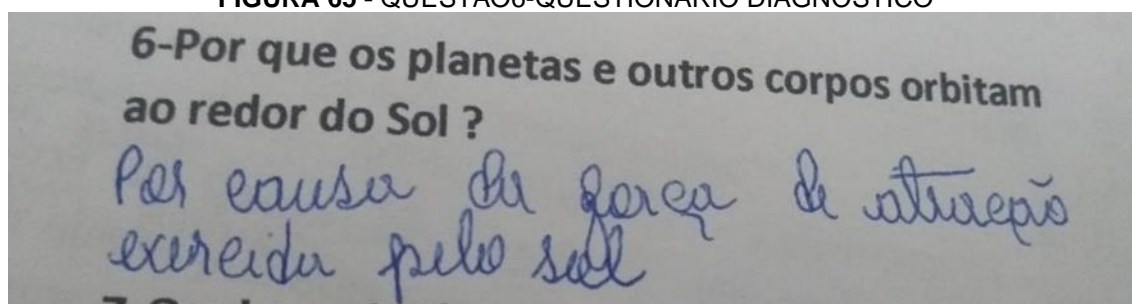 FIGURA 65 - QUESTÃO6-QUESTIONÁRIO DIAGNÓSTICO
6-Por que os planetas e outros corpos orbitam
ao redor do Sol ?
Por causa da força de atração
exercida pelo sol